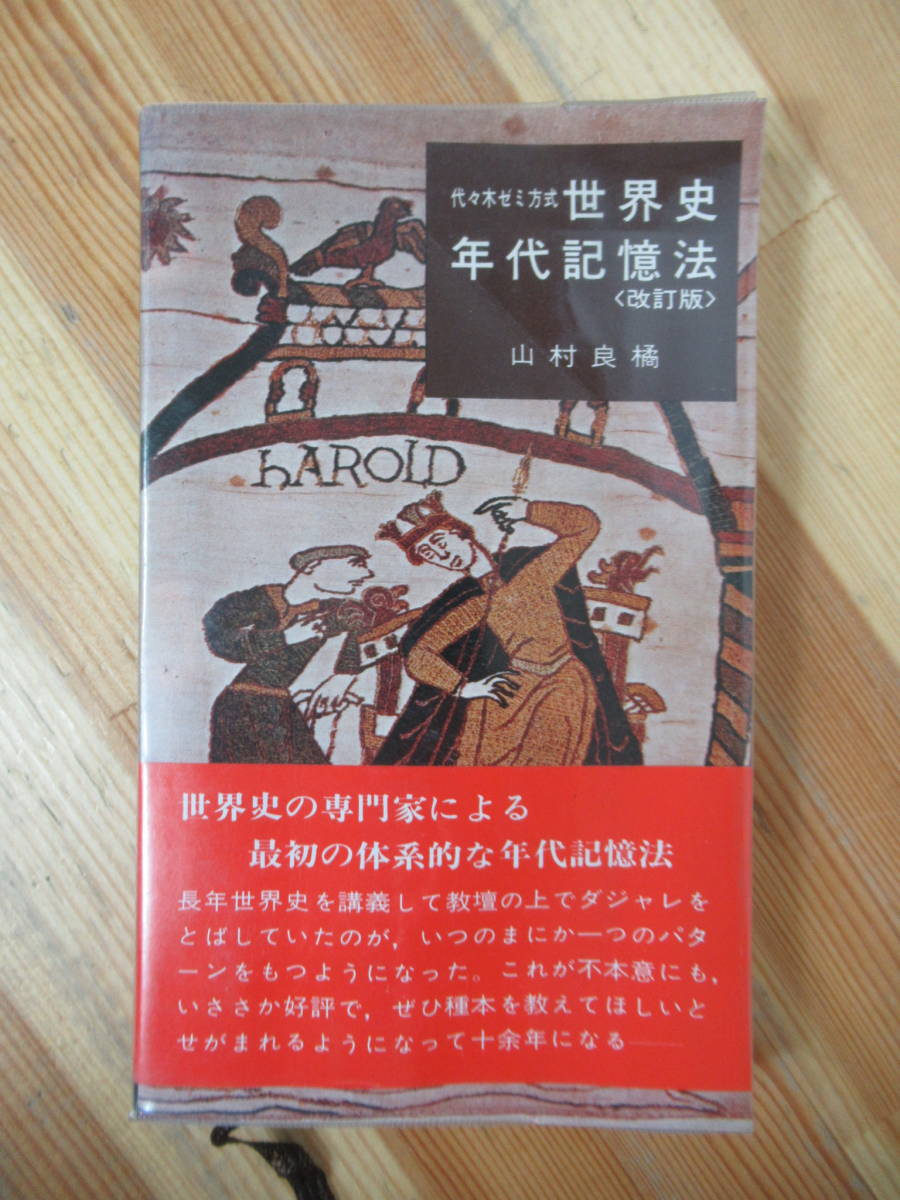 代々木ゼミ方式 世界史
年代記憶法
〈改訂版〉
山村良橘
hAROLD
世界史の専門家による
最初の体系的な年代記憶法
長年世界史を講義して教壇の上でダジャレを
とばしていたのが，いつのまにか一つのパタ
ーンをもつようになった。これが不本意にも，
いささか好評で，ぜひ種本を教えてほしいと
せがまれるようになって十余年になる——